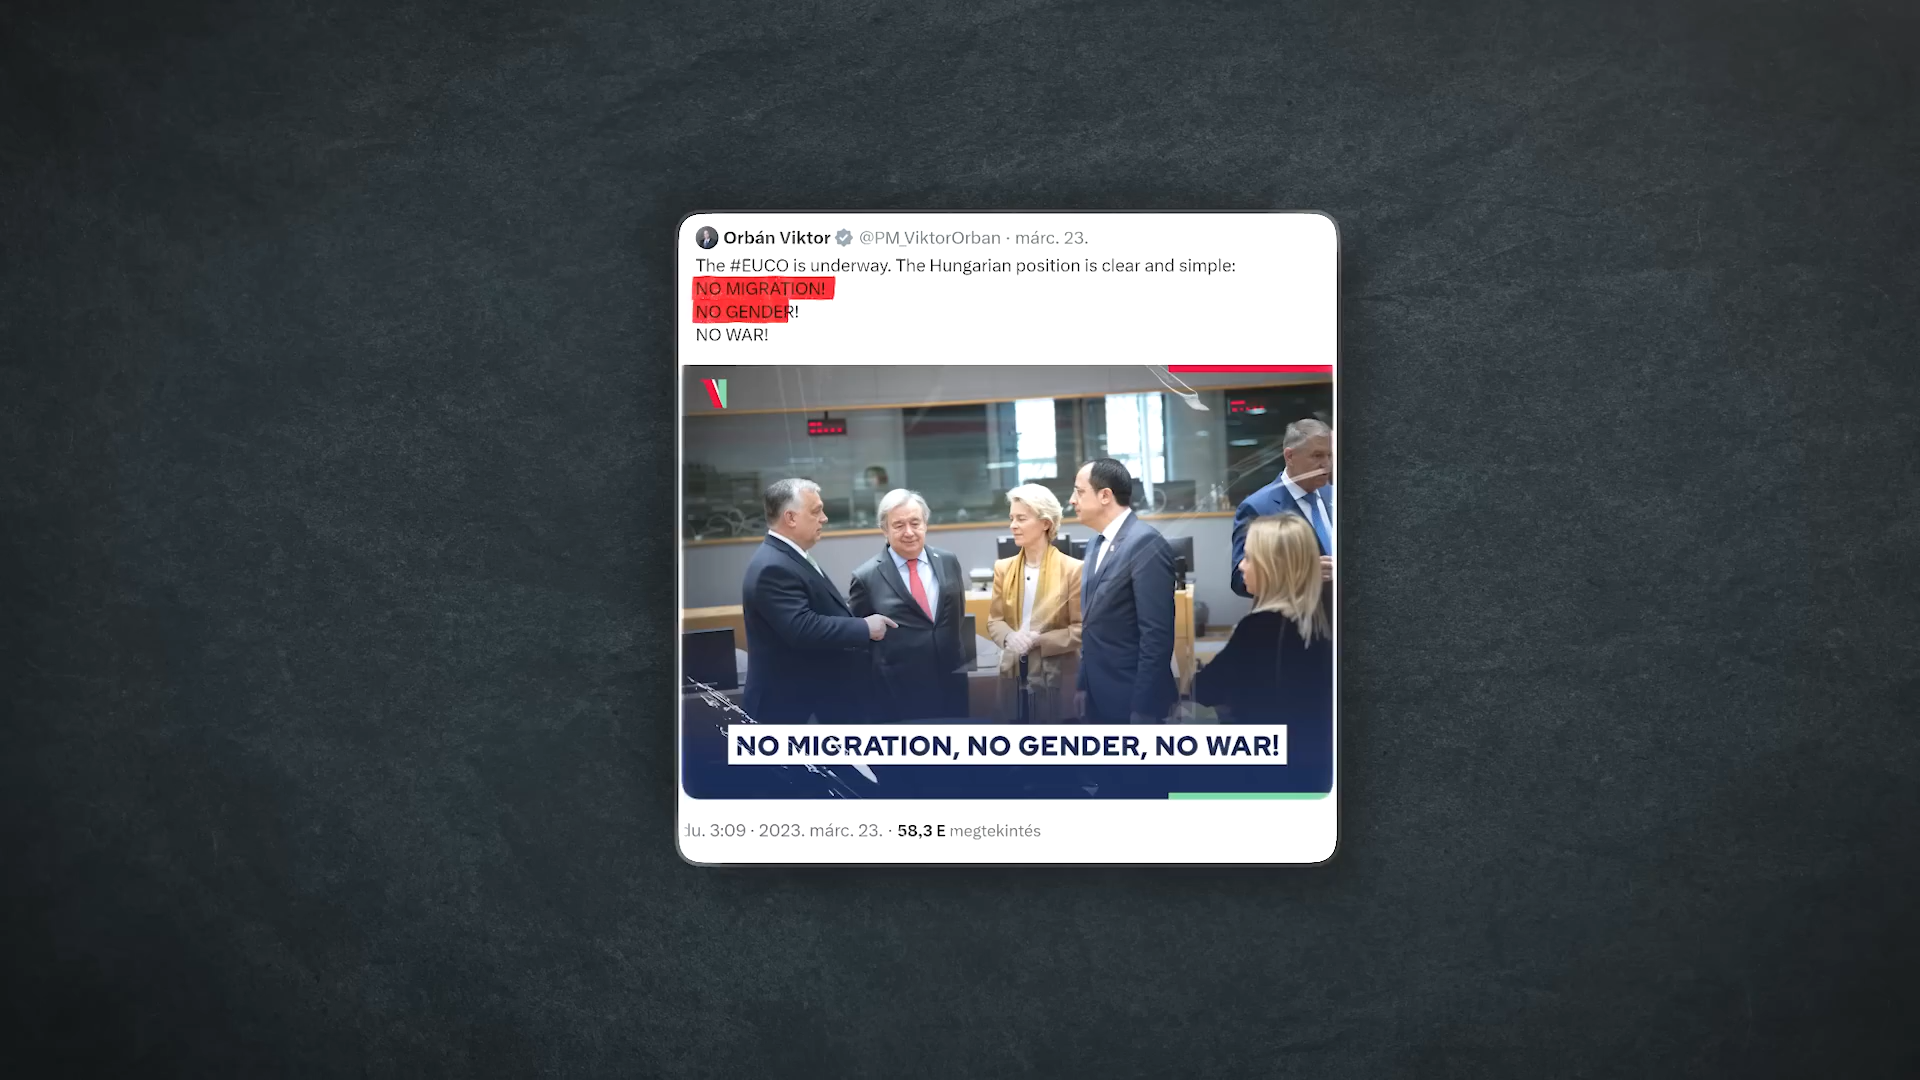 Orbán Viktor @PM_ViktorOrban · márc. 23.
The #EUCO is underway. The Hungarian position is clear and simple:
NO MIGRATION!
NO GENDER!
NO WAR!
NO MIGRATION, NO GENDER, NO WAR!
du. 3:09 · 2023. márc. 23. · 58,3 E megtekintés